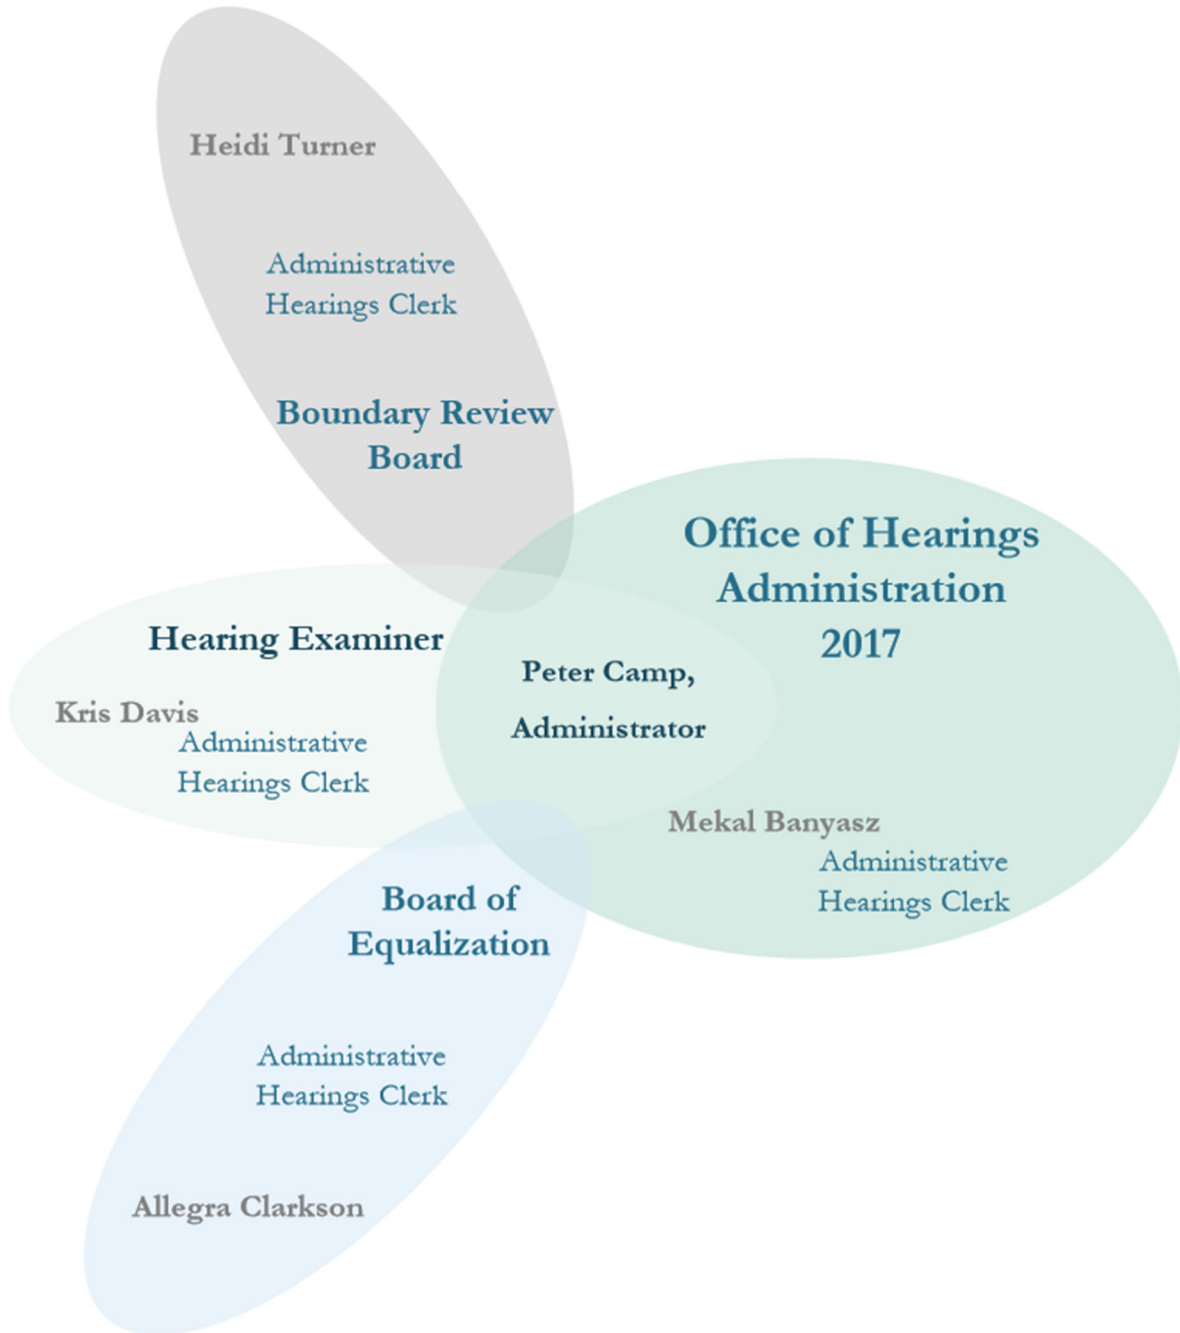 Heidi Turner
Administrative
Hearings Clerk
Boundary Review
Board
Office of Hearings
Administration
2017
Hearing Examiner
Peter Camp,
Administrator
Kris Davis
Administrative
Hearings Clerk
Mekal Banyasz
Administrative
Hearings Clerk
Board of
Equalization
Administrative
Hearings Clerk
Allegra Clarkson